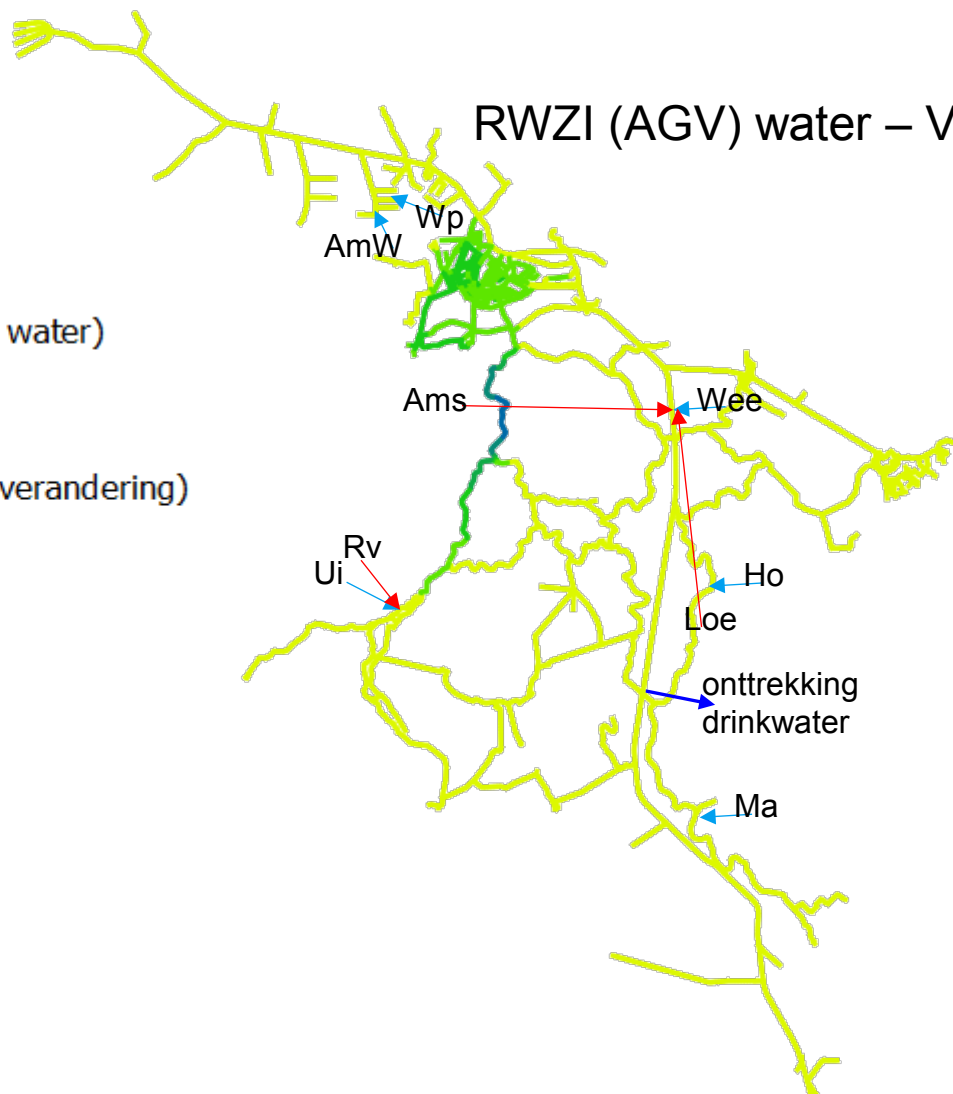 RWZI (AGV) water – V
Wp
AmW
water)
Ams
Wee
verandering)
Rv
Ui
Ho
Loe
onttrekking
drinkwater
Ma